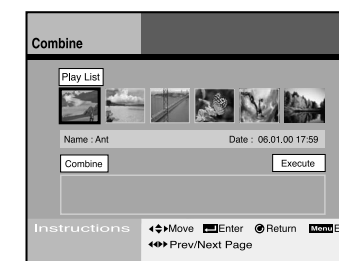 Combine
Play List
Name : Ant Date : 06.01.00 17:59
Combine Execute
Instructions Move Enter Return Menu E
Prev/Next Page